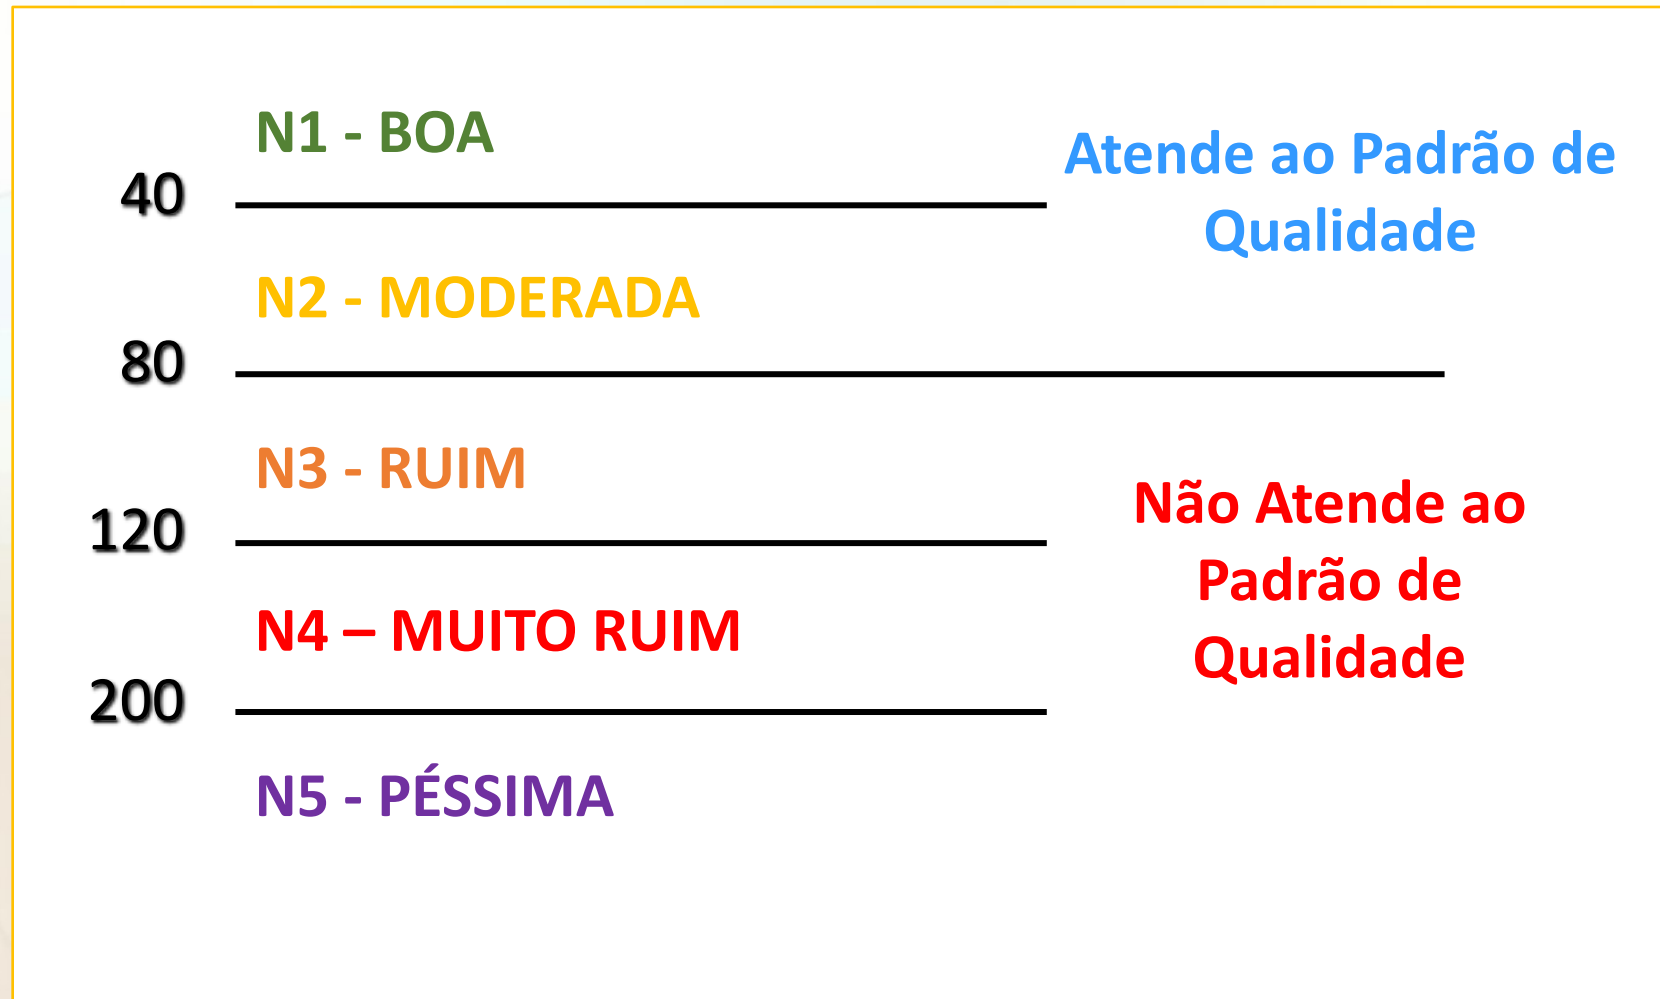 N1 - BOA
Atende ao Padrão de
Qualidade
40
N2 - MODERADA
80
N3 - RUIM
120
Não Atende ao
Padrão de
Qualidade
N4 – MUITO RUIM
200
N5 - PÉSSIMA